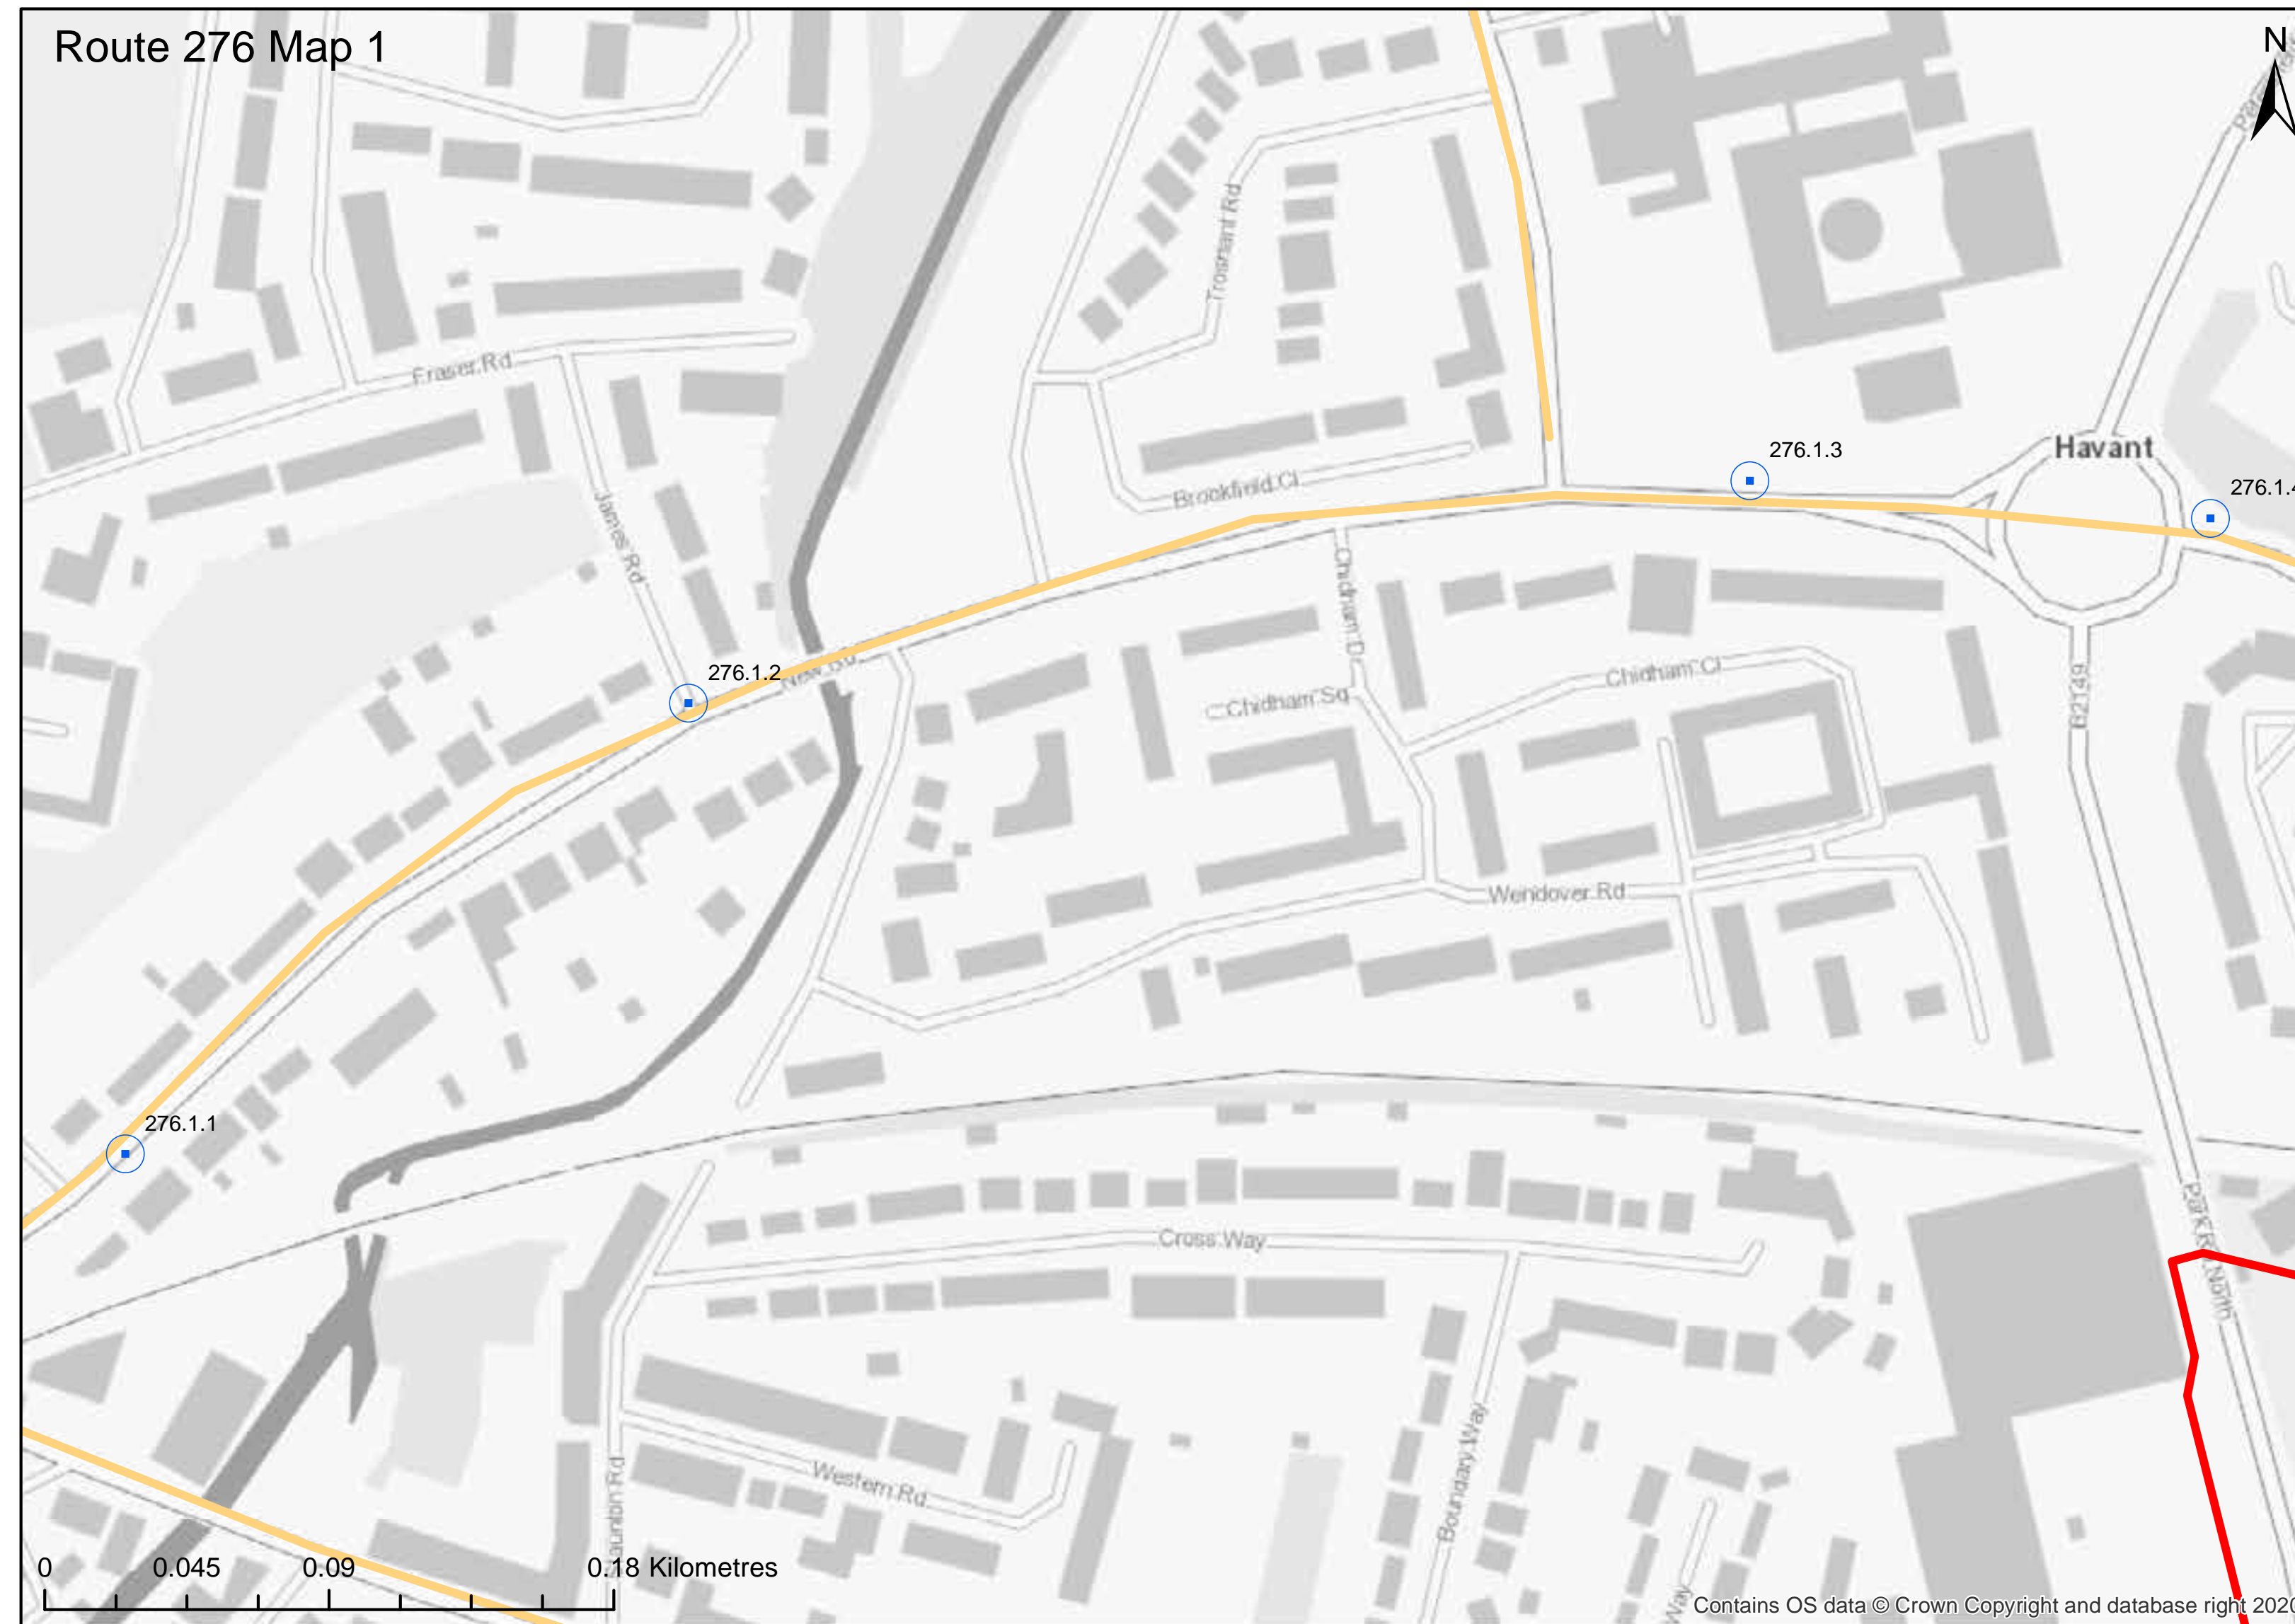 Route 276 Map 1
N
Trosnant Rd
Fraser Rd
276.1.3
Havant
276.1.4
Brookfield Cl
James Rd
Chidham D
276.1.2
New Rd
Chidham Cl
Chidham Sq
B2149
Wendover Rd
276.1.1
Park R
North
Cross Way
Boundary Way
Western Rd
aunton Rd
Way
0
0.045
0.09
0.18 Kilometres
Contains OS data © Crown Copyright and database right 2020